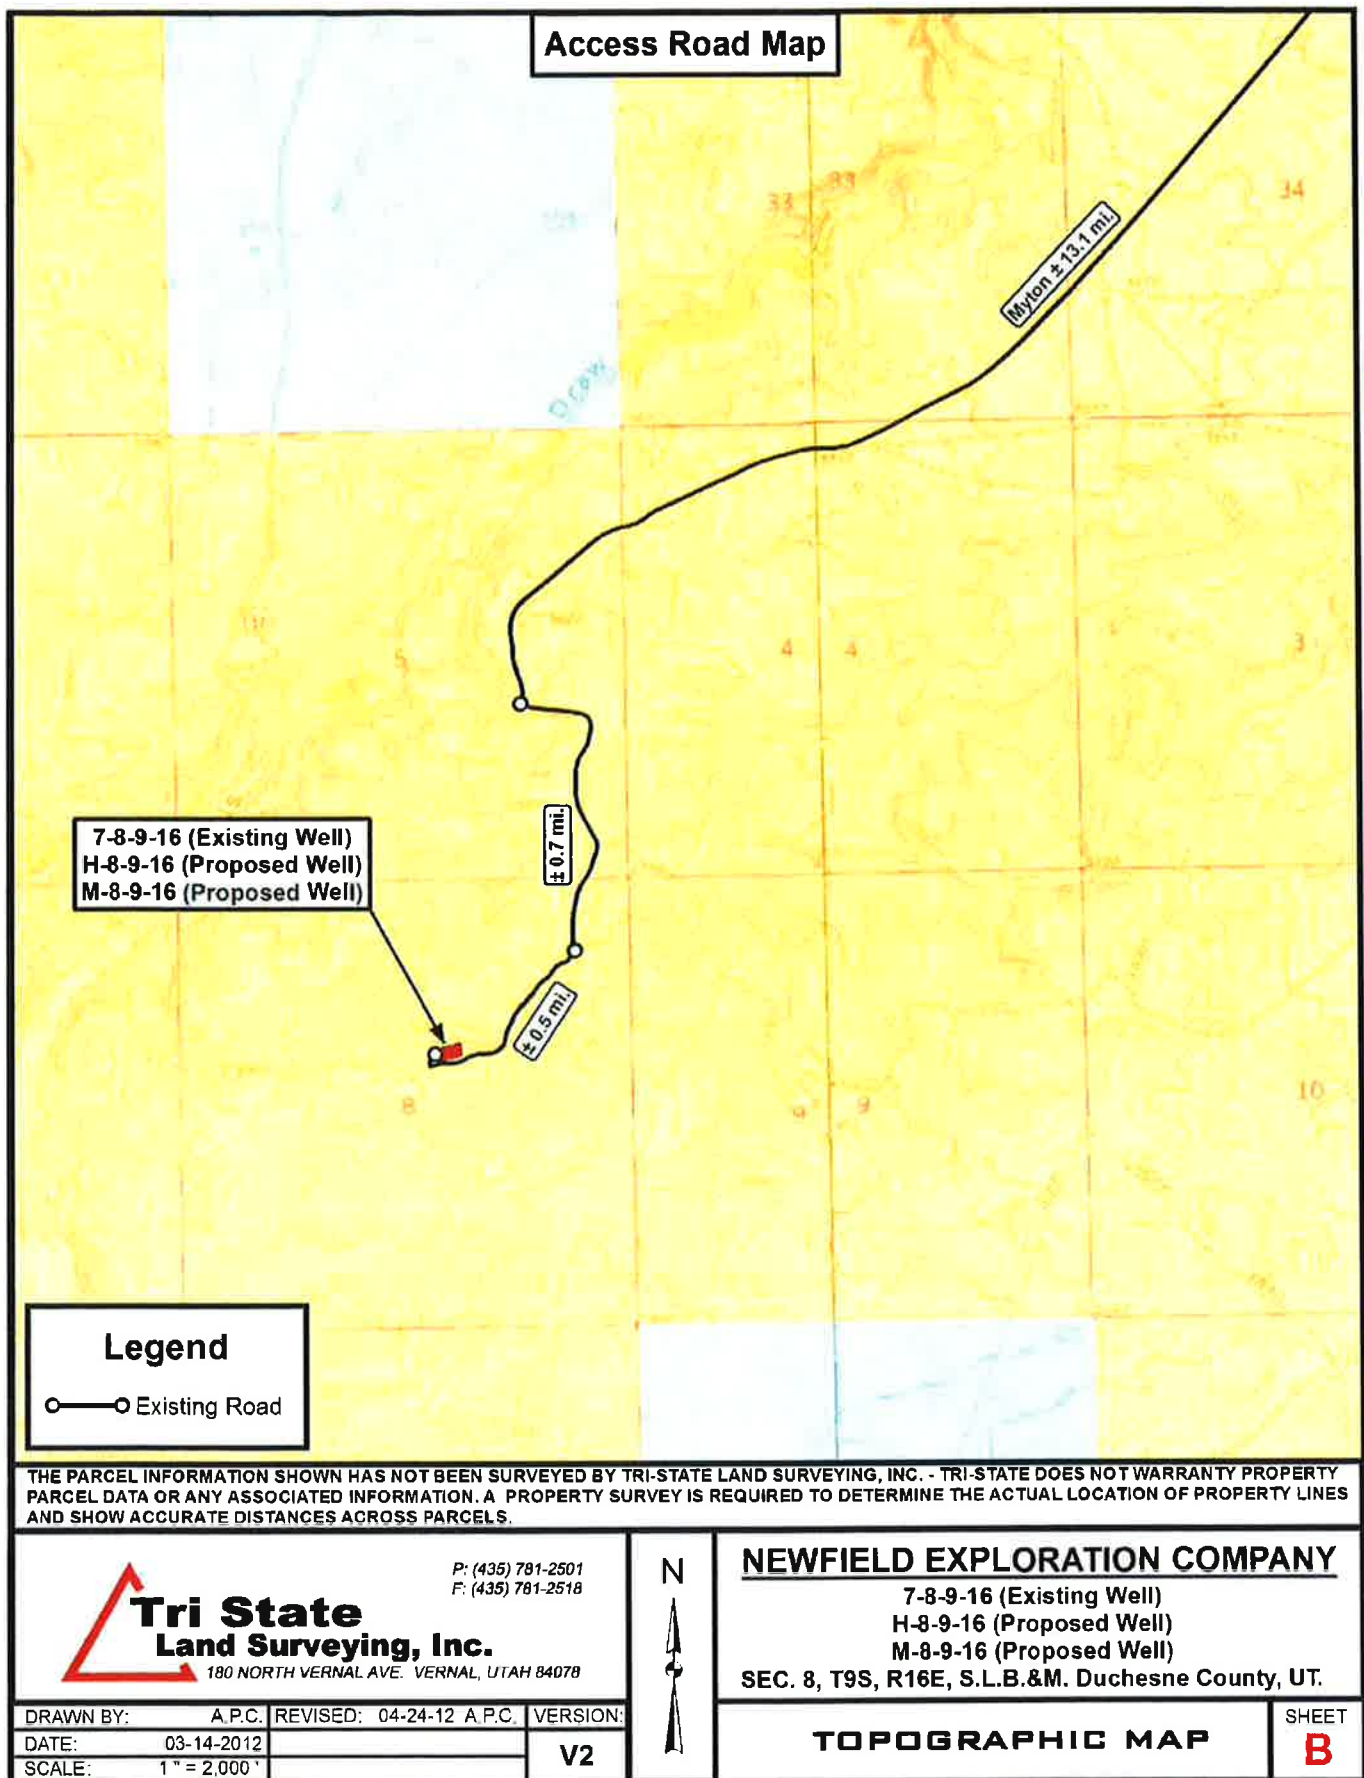 Access Road Map
33
33
34
Myton ± 13.1 mi.
Draw
5
4
4
3
± 0.7 mi.
7-8-9-16 (Existing Well)
H-8-9-16 (Proposed Well)
M-8-9-16 (Proposed Well)
± 0.5 mi.
8
9
9
10
Legend
Existing Road
THE PARCEL INFORMATION SHOWN HAS NOT BEEN SURVEYED BY TRI-STATE LAND SURVEYING, INC. - TRI-STATE DOES NOT WARRANTY PROPERTY
PARCEL DATA OR ANY ASSOCIATED INFORMATION. A PROPERTY SURVEY IS REQUIRED TO DETERMINE THE ACTUAL LOCATION OF PROPERTY LINES
AND SHOW ACCURATE DISTANCES ACROSS PARCELS.
P: (435) 781-2501
F: (435) 781-2518
Tri State
Land Surveying, Inc.
180 NORTH VERNAL AVE. VERNAL, UTAH 84078
N
NEWFIELD EXPLORATION COMPANY
7-8-9-16 (Existing Well)
H-8-9-16 (Proposed Well)
M-8-9-16 (Proposed Well)
SEC. 8, T9S, R16E, S.L.B.&M. Duchesne County, UT.
DRAWN BY: A.P.C. REVISED: 04-24-12 A.P.C. VERSION:
DATE: 03-14-2012
V2
SCALE: 1" = 2,000'
TOPOGRAPHIC MAP
SHEET
B